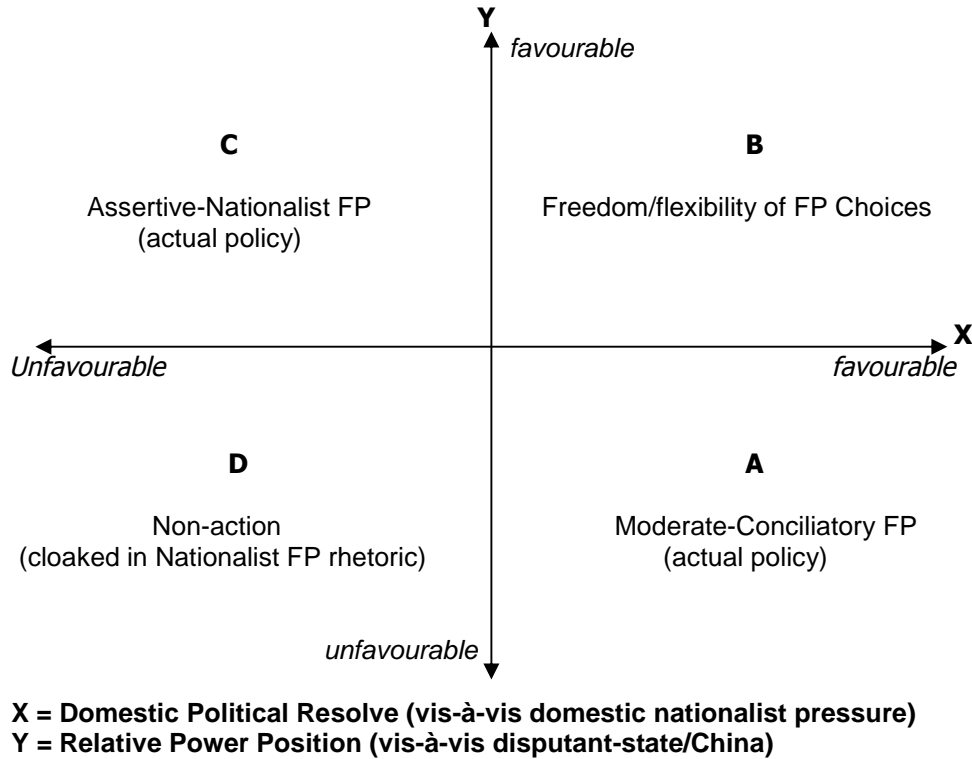 Y
favourable
C
B
Assertive-Nationalist FP
(actual policy)
Freedom/flexibility of FP Choices
X
Unfavourable
favourable
D
A
Non-action
(cloaked in Nationalist FP rhetoric)
Moderate-Conciliatory FP
(actual policy)
unfavourable
X = Domestic Political Resolve (vis-à-vis domestic nationalist pressure)
Y = Relative Power Position (vis-à-vis disputant-state/China)